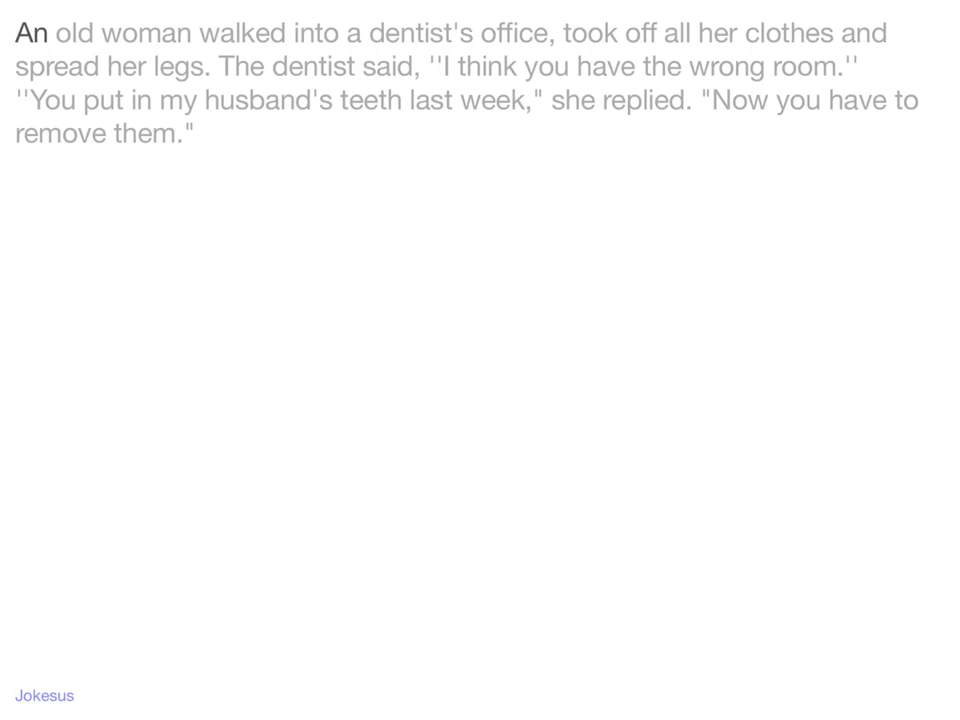 An old woman walked into a dentist's office, took off all her clothes and
spread her legs. The dentist said, ''I think you have the wrong room.''
''You put in my husband's teeth last week," she replied. "Now you have to
remove them."
Jokesus